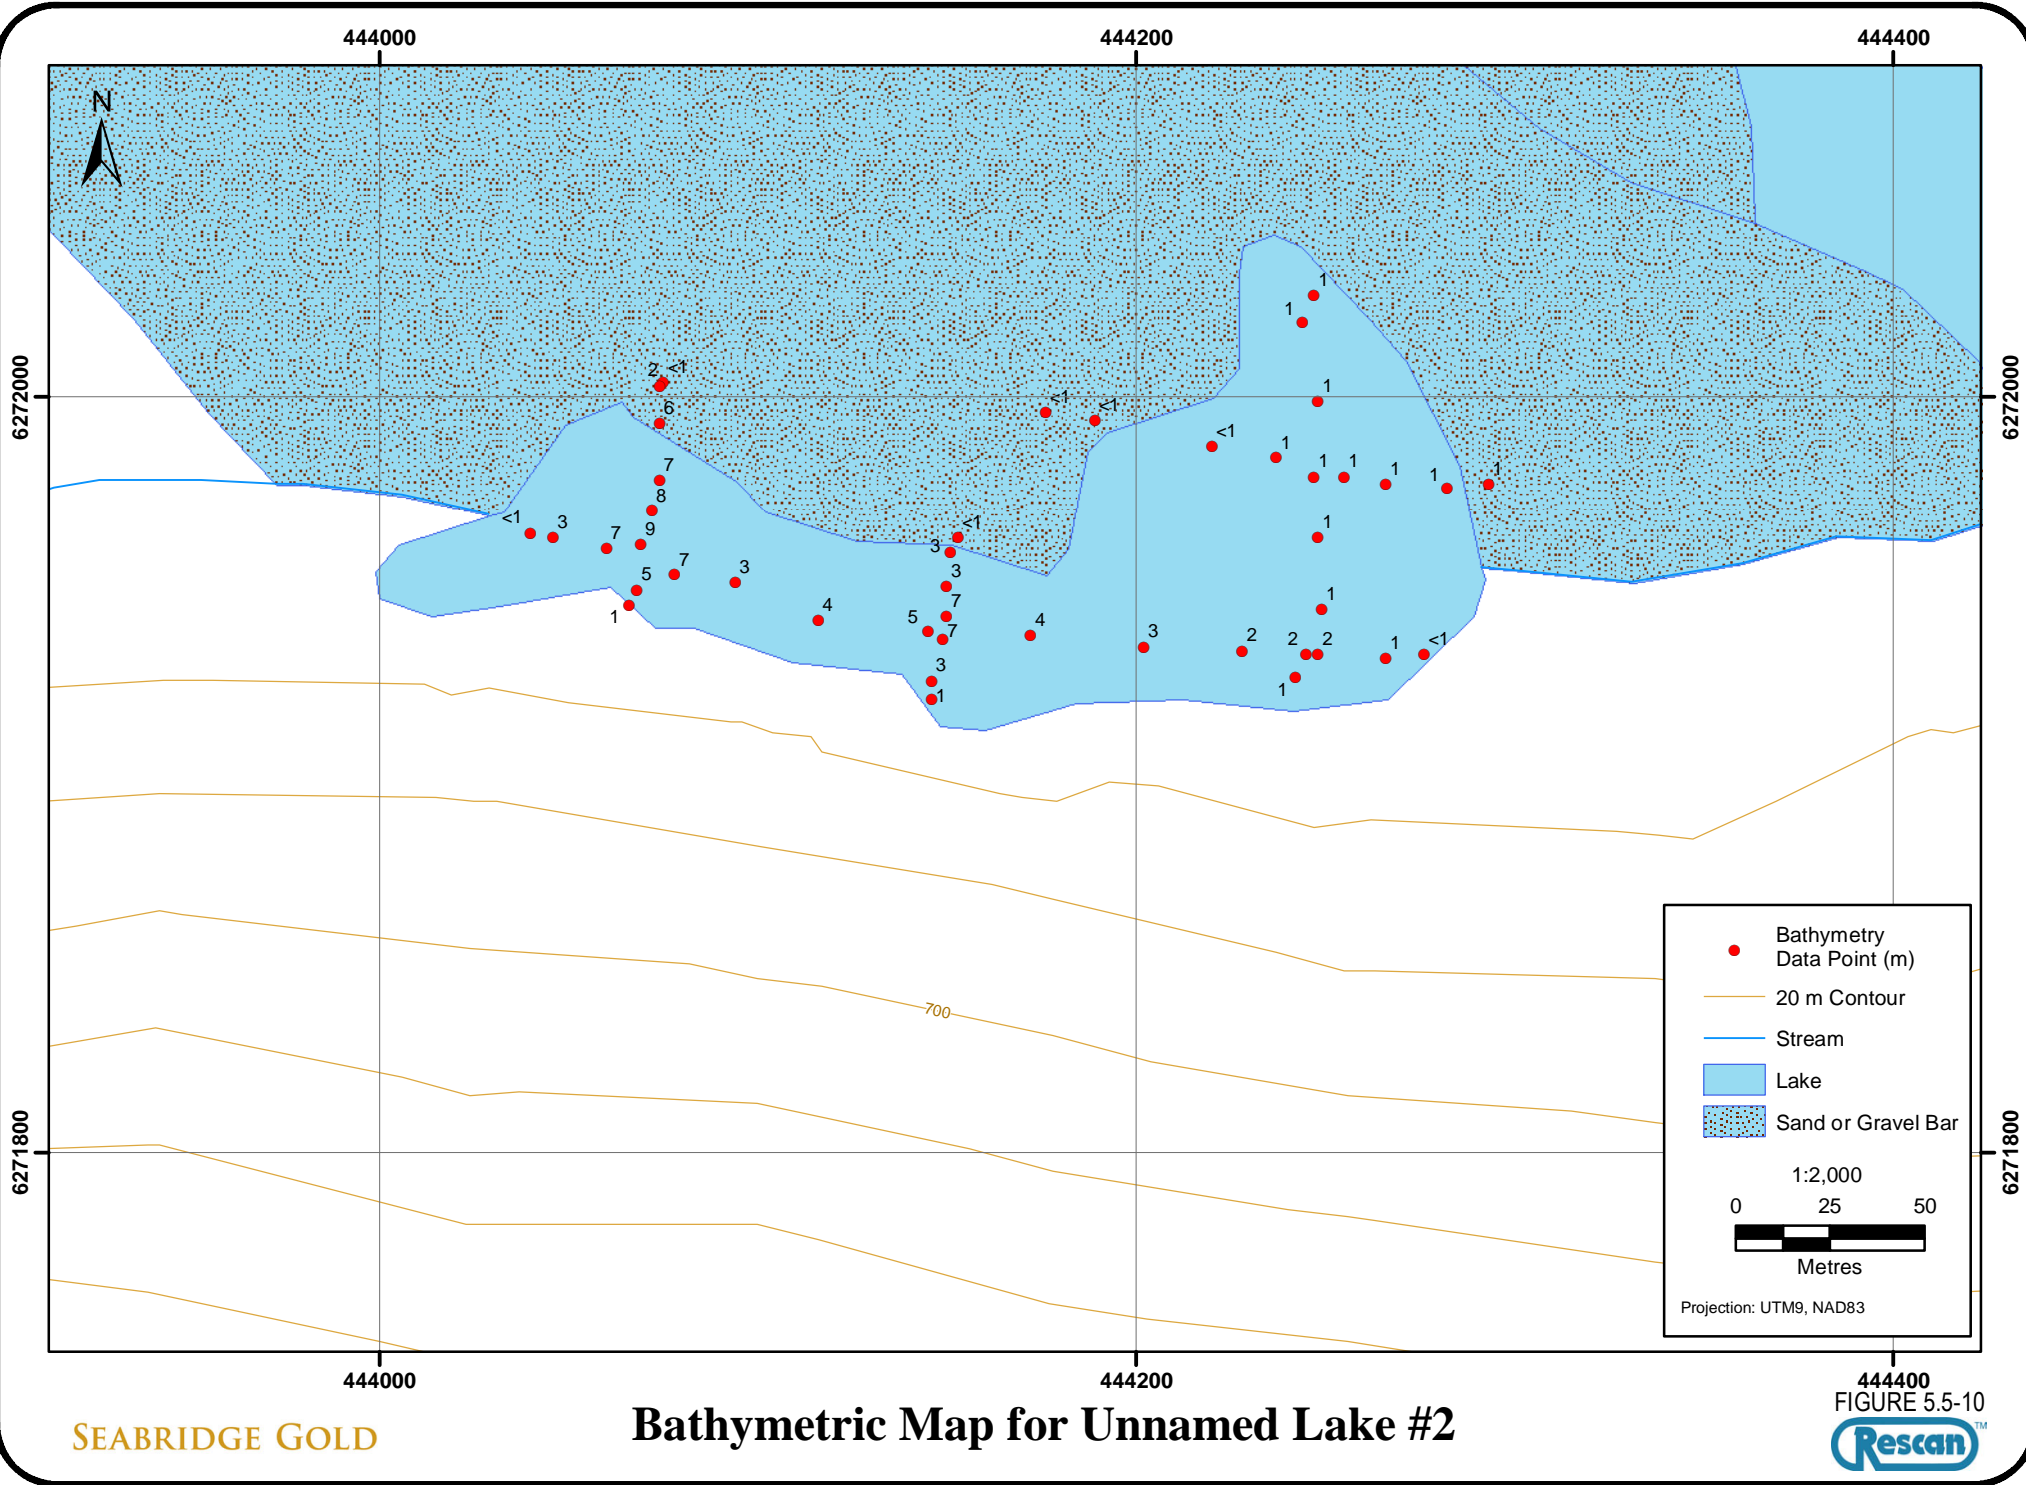 444000 444200 444400
N
1
1
2 <1
1
6272000 6272000
<1
6 <1
<1
1
7 1 1 1 1 1
8
<1 3 7 9 <1 1
3
7 3 3
5
1 4 7 1
5 7 4 3 2 2 2 1 <1
3
1 1
Bathymetry
Data Point (m)
20 m Contour
700
Stream
Lake
Sand or Gravel Bar
6271800 6271800
1:2,000
0 25 50
Metres
Projection: UTM9, NAD83
444000 444200 444400
FIGURE 5.5-10
SEABRIDGE GOLD
Bathymetric Map for Unnamed Lake #2
Rescan™